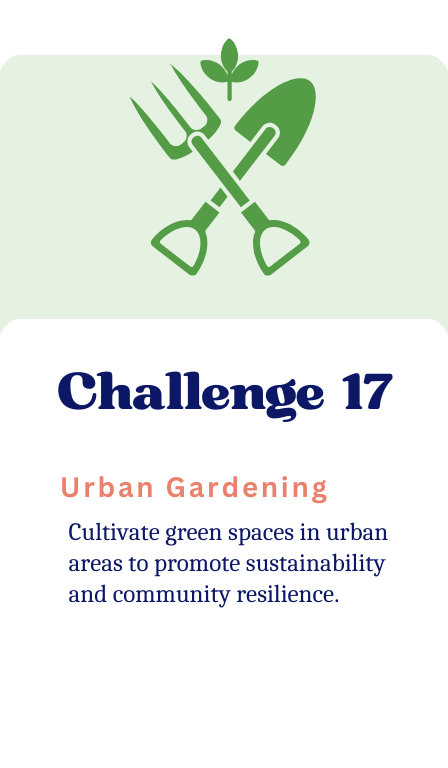 Challenge 17
Urban Gardening
Cultivate green spaces in urban
areas to promote sustainability
and community resilience.